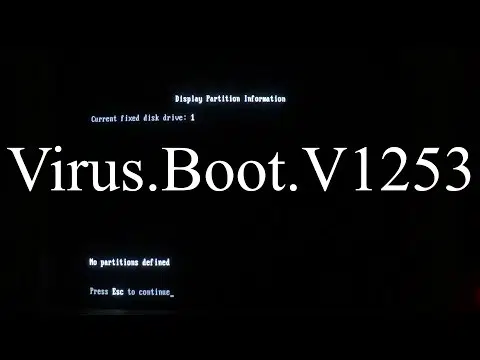 Display Partition Information
Current fixed disk drive: 1
Virus.Boot.V1253
No partitions defined
Press Esc to continue_